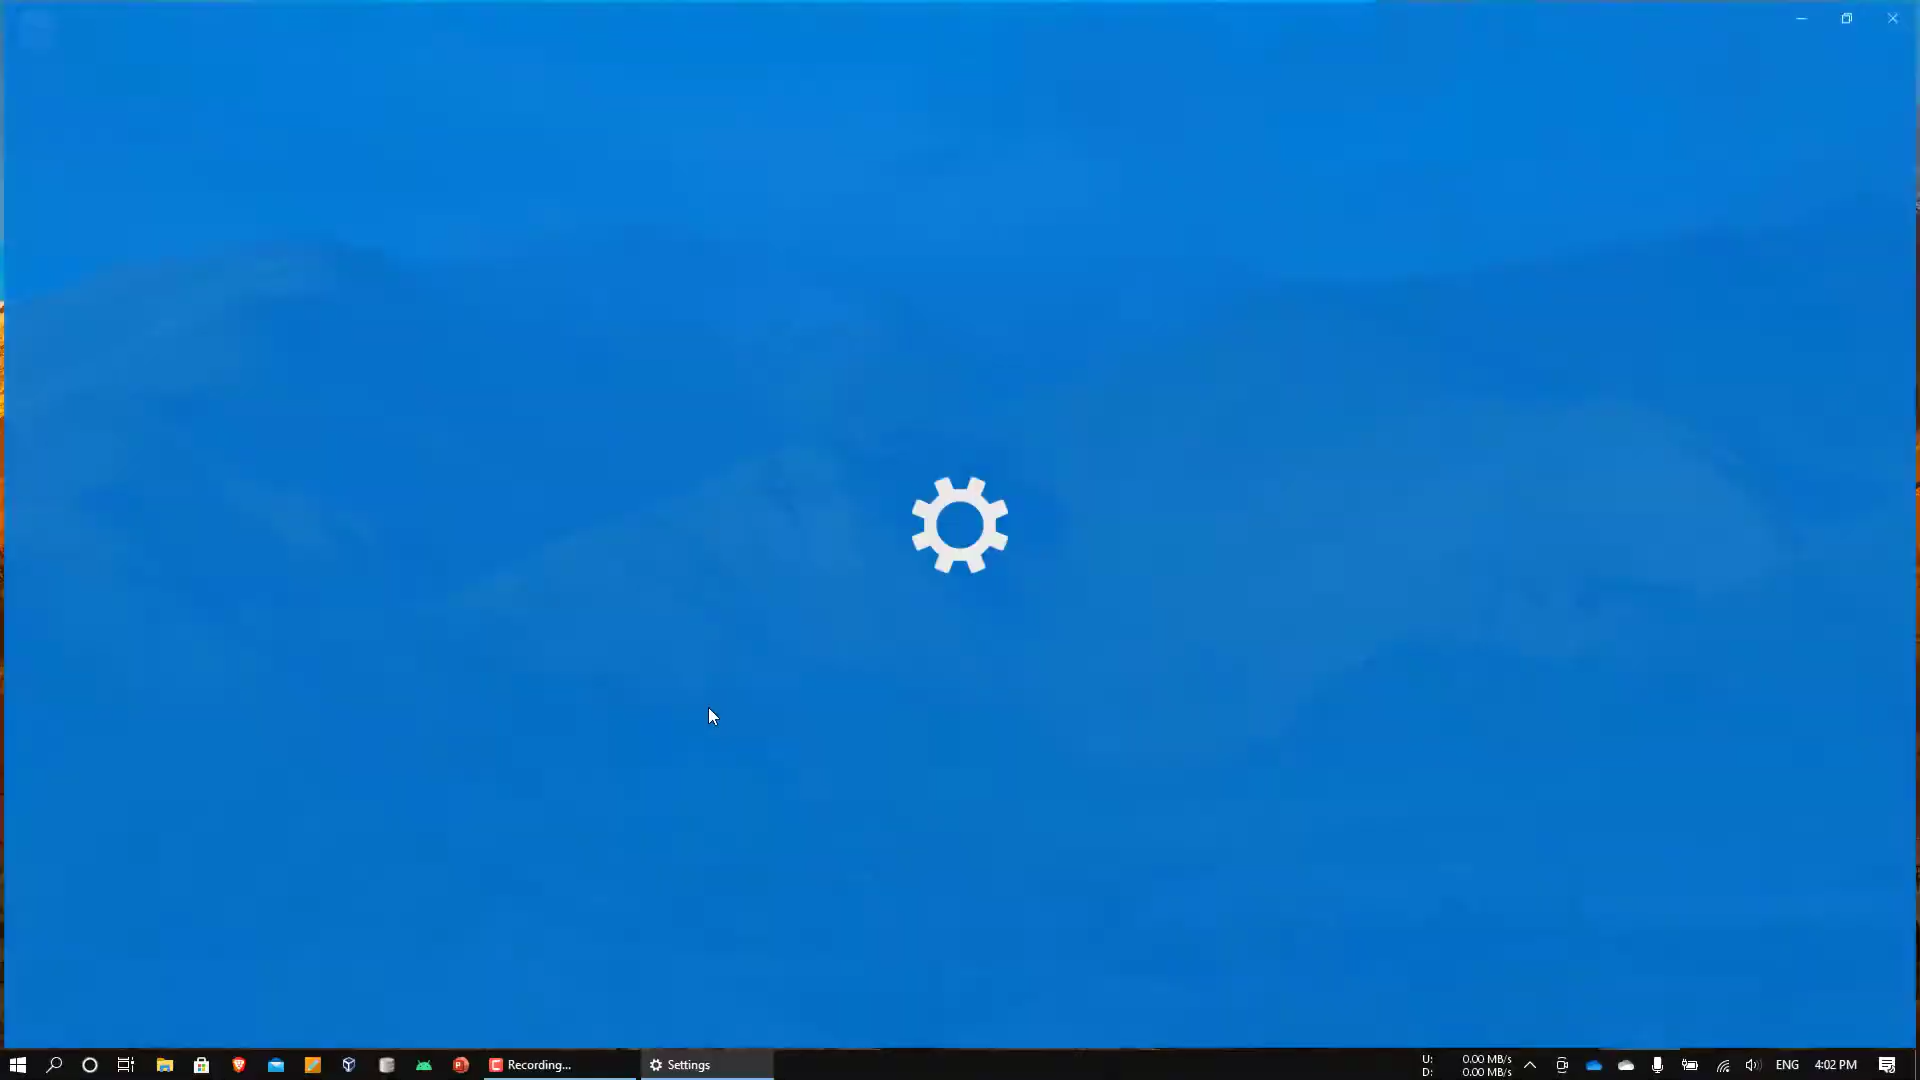 Recording...
Settings
U: 0.00 MB/s
D: 0.00 MB/s
ENG
4:02 PM